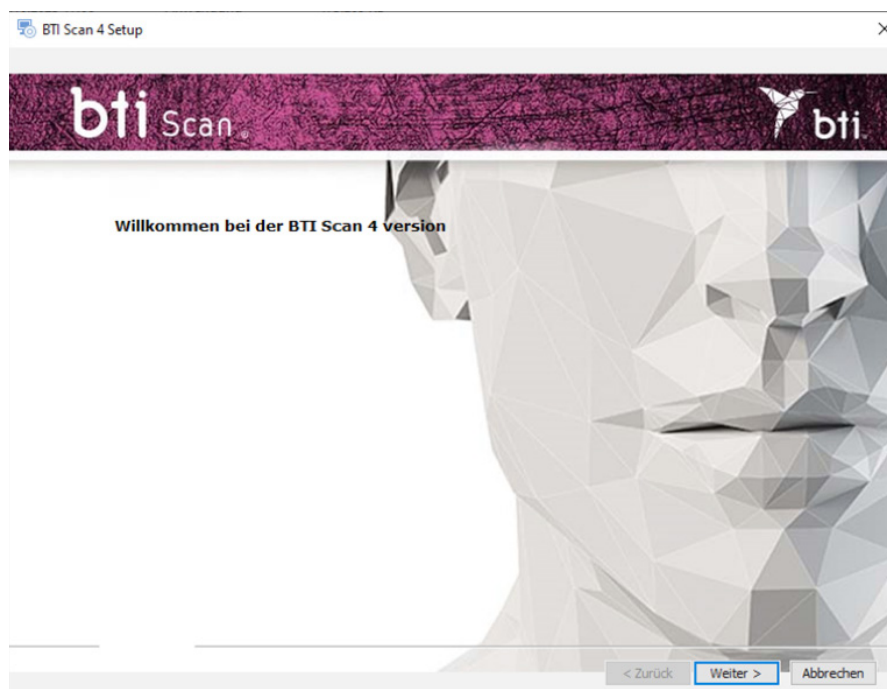 BTI Scan 4 Setup
bti Scan ®
bti.
Willkommen bei der BTI Scan 4 version
< Zurück
Weiter >
Abbrechen